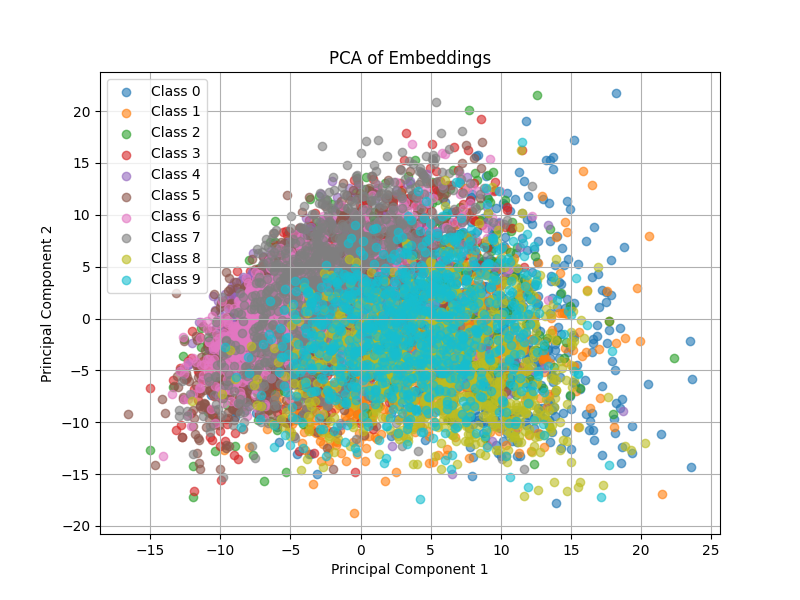 PCA of Embeddings
Class 0
Class 1
Class 2
Class 3
Class 4
Class 5
Class 6
Class 7
Class 8
Class 9
Principal Component 2
20
15
10
5
0
−5
−10
−15
−20
−15
−10
−5
0
5
10
15
20
25
Principal Component 1